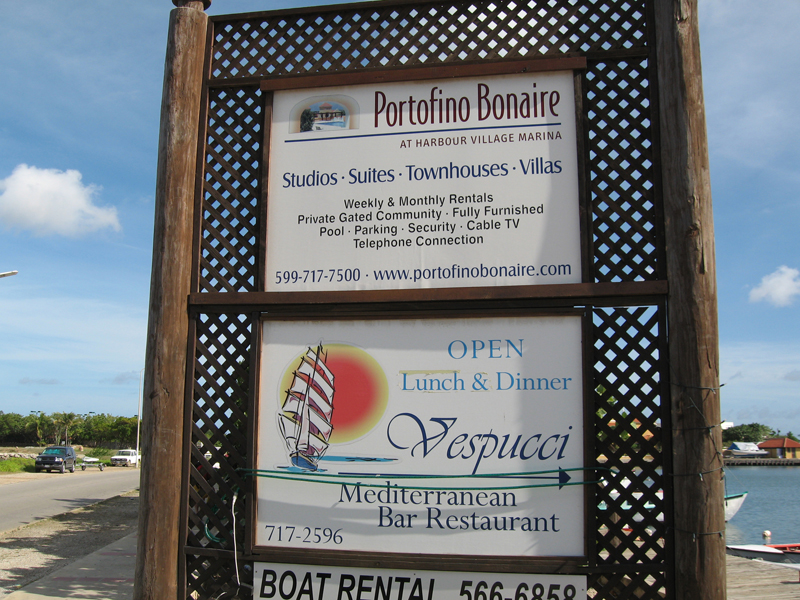 Portofino Bonaire
AT HARBOUR VILLAGE MARINA
Studios · Suites · Townhouses · Villas
Weekly & Monthly Rentals
Private Gated Community · Fully Furnished
Pool · Parking · Security · Cable TV
Telephone Connection
599-717-7500 · www.portofinobonaire.com
OPEN
Lunch & Dinner
Vespucci
Mediterranean
Bar Restaurant
717-2596
BOAT RENTAL 566-6858